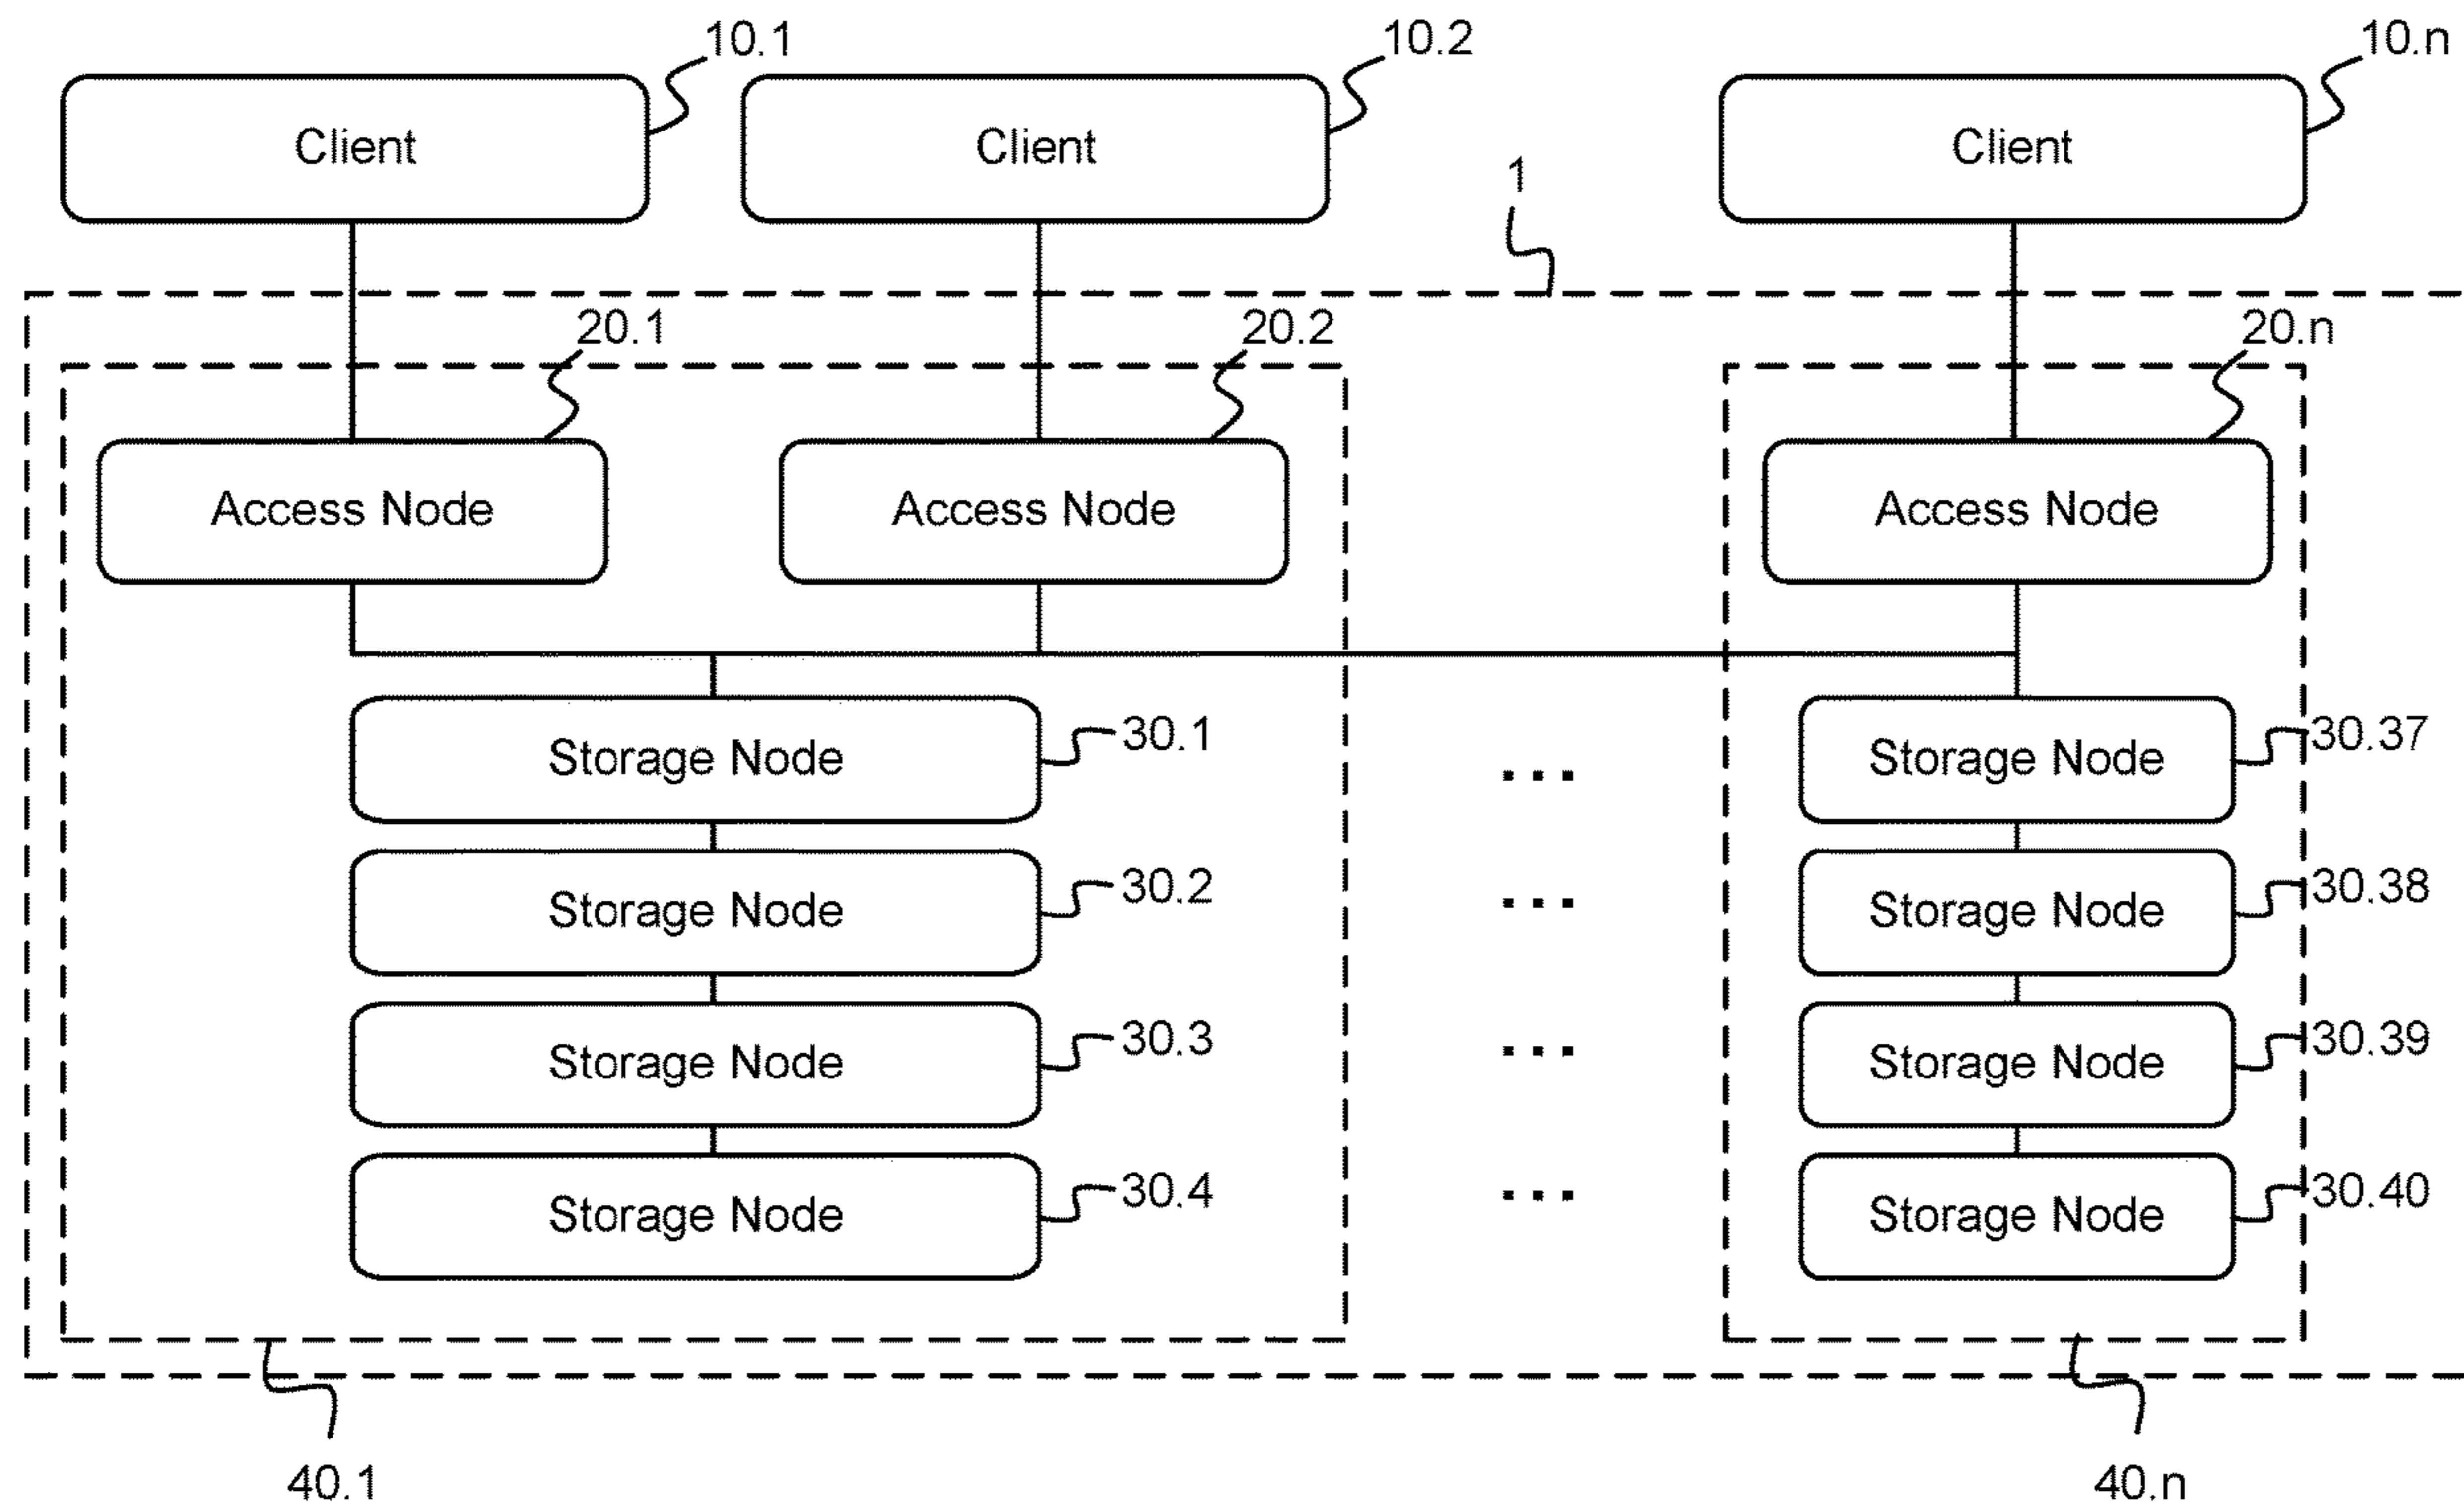 10.1
10.2
10.n
Client
Client
Client
1
20.1
20.2
20.n
Access Node
Access Node
Access Node
Storage Node
30.1
...
Storage Node
30.37
Storage Node
30.2
...
Storage Node
30.38
Storage Node
30.3
...
Storage Node
30.39
Storage Node
30.4
...
Storage Node
30.40
40.1
40.n